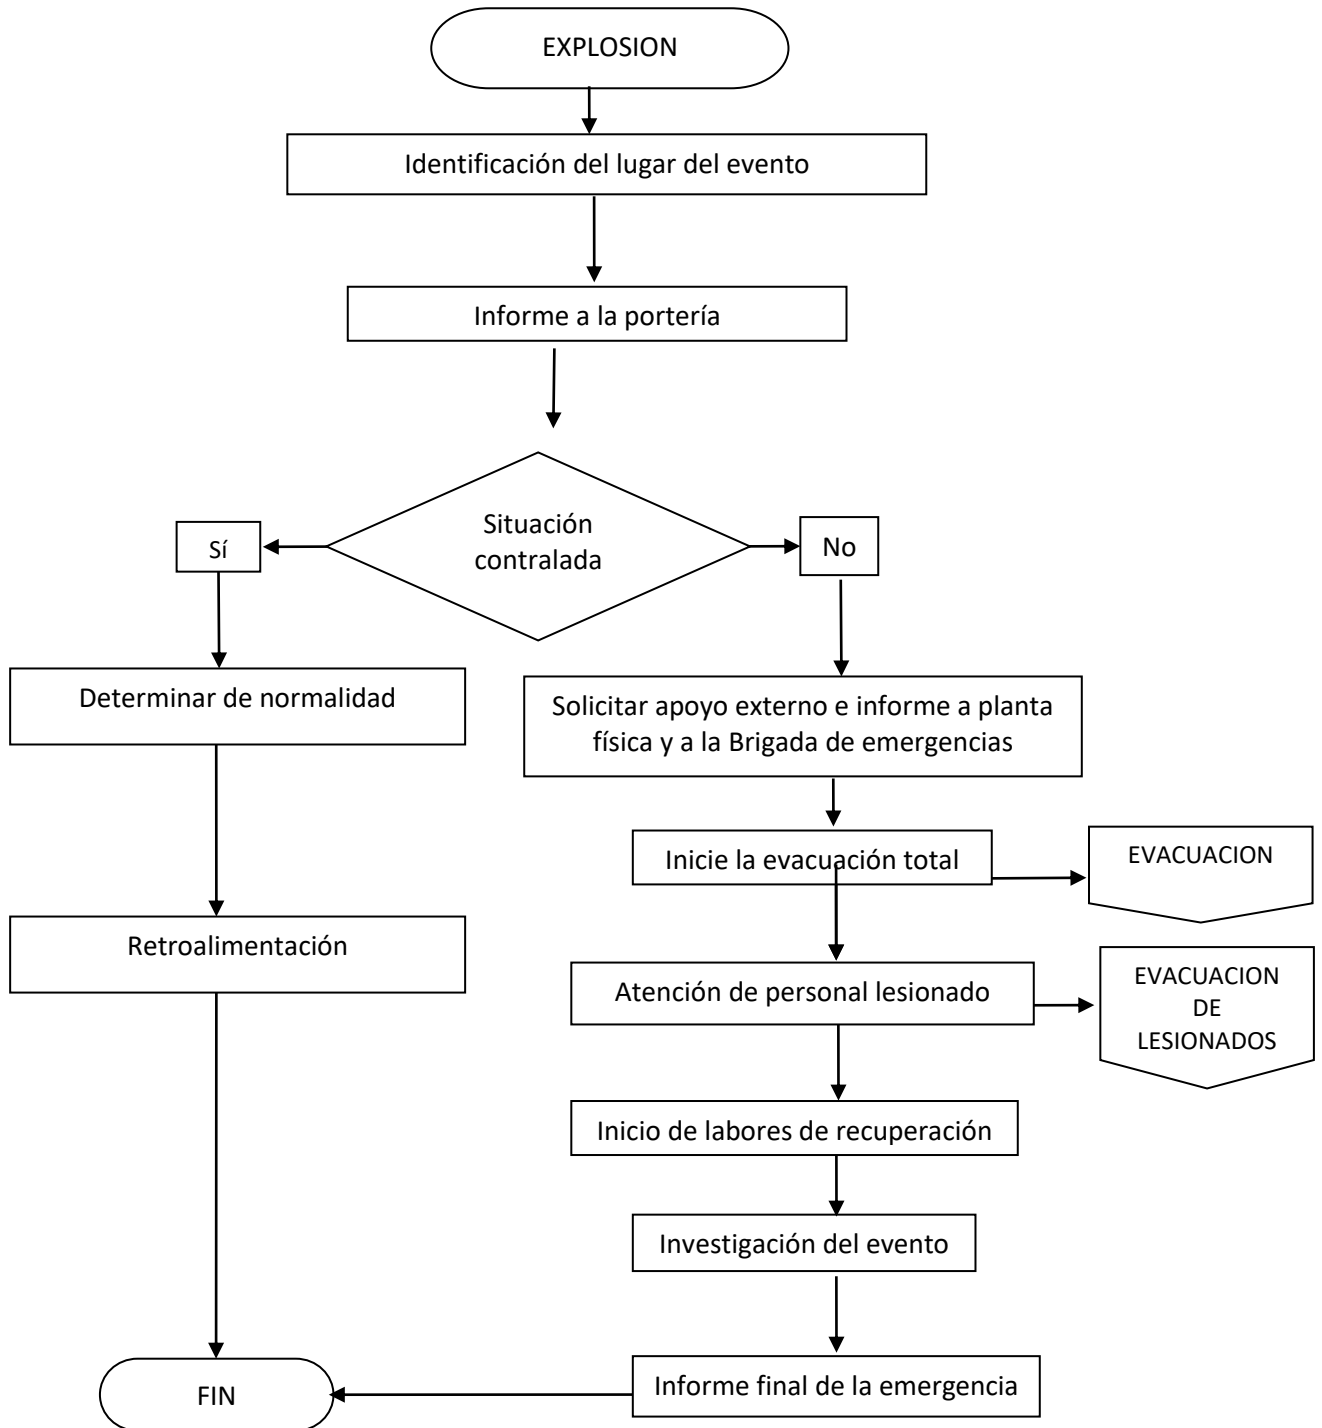 EXPLOSION
Identificación del lugar del evento
Informe a la portería
Situación
contralada
Sí
No
Determinar de normalidad
Solicitar apoyo externo e informe a planta
física y a la Brigada de emergencias
Inicie la evacuación total
EVACUACION
Retroalimentación
Atención de personal lesionado
EVACUACION
DE
LESIONADOS
Inicio de labores de recuperación
Investigación del evento
Informe final de la emergencia
FIN